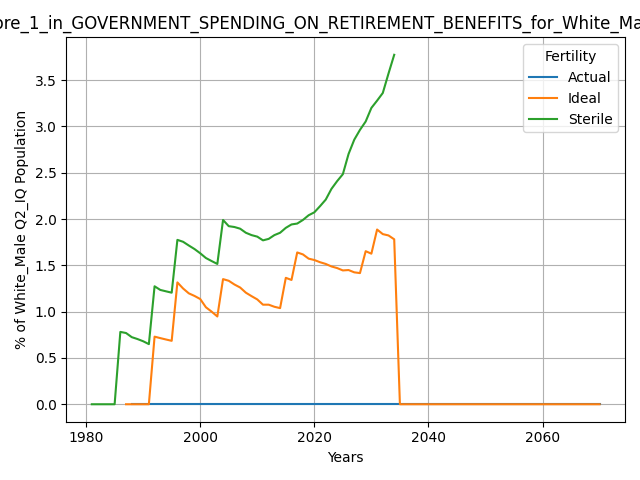 ore_1_in_GOVERNMENT_SPENDING_ON_RETIREMENT_BENEFITS_for_White_Ma
Fertility
Actual
Ideal
Sterile
% of White_Male Q2_IQ Population
3.5
3.0
2.5
2.0
1.5
1.0
0.5
0.0
1980 2000 2020 2040 2060
Years